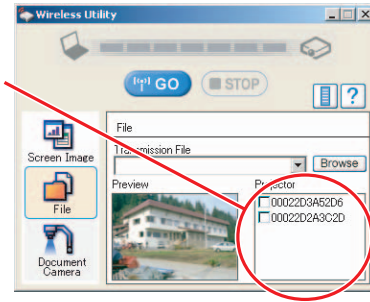 Wireless Utility
GO
STOP
?
File
Transmission File
Browse
Screen Image
Preview
Projector
00022D3A52D6
00022D2A3C2D
File
Document
Camera